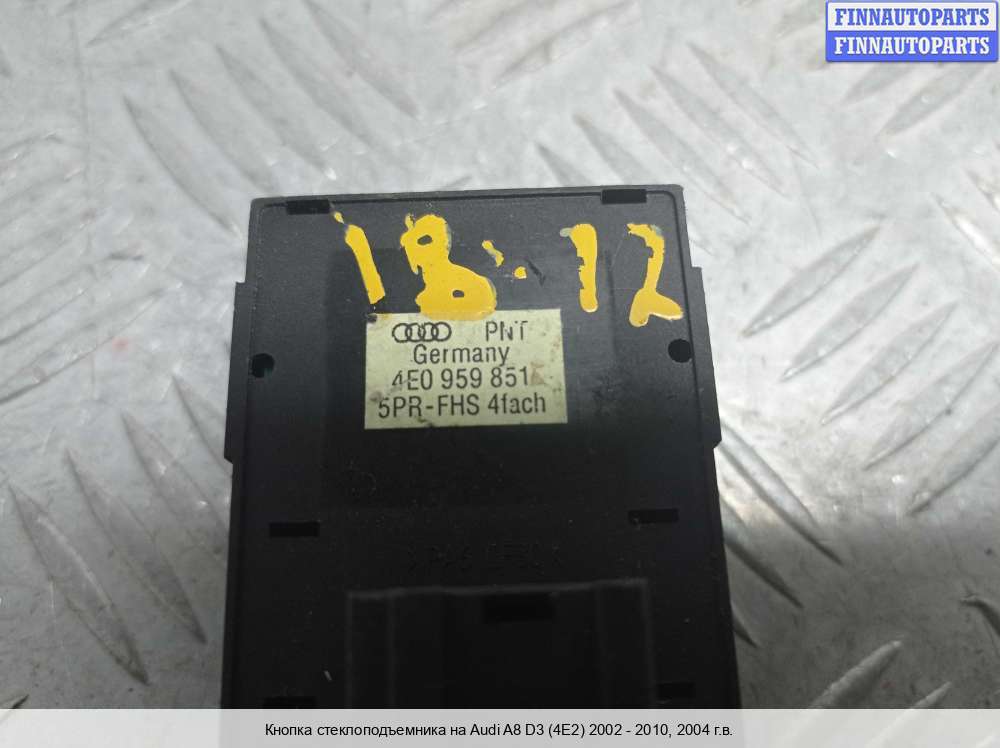 FINNAUTOPARTS
FINNAUTOPARTS
18. 12
PNT
Germany
4E0 959 851
5PR-FHS 4fach
Кнопка стеклоподъемника на Audi A8 D3 (4E2) 2002 - 2010, 2004 г.в.